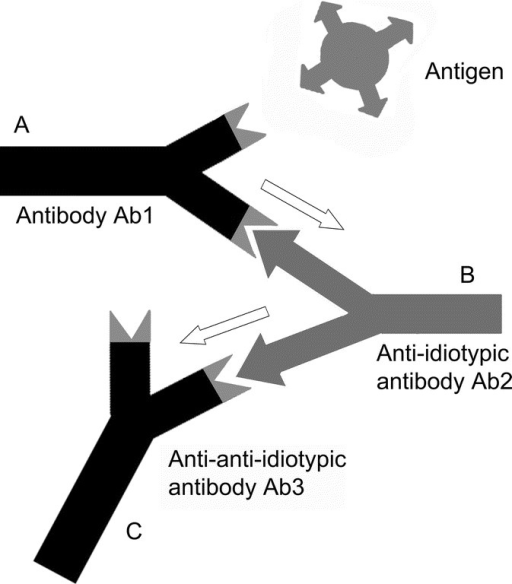 Antigen
A
Antibody Ab1
B
Anti-idiotypic
antibody Ab2
Anti-anti-idiotypic
antibody Ab3
C